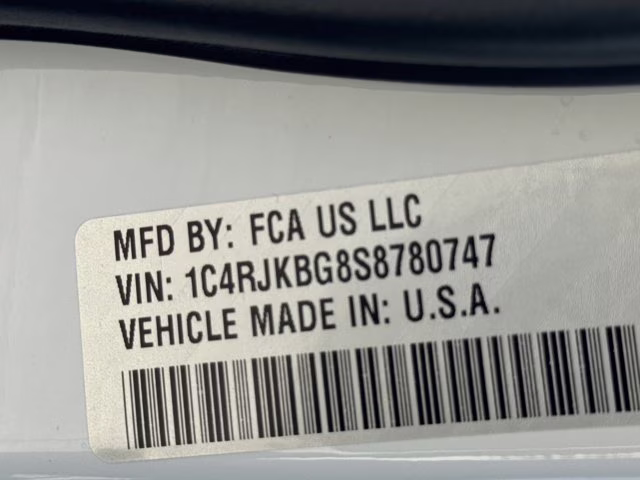 MFD BY: FCA US LLC
VIN: 1C4RJKBG8S8780747
VEHICLE MADE IN: U.S.A.